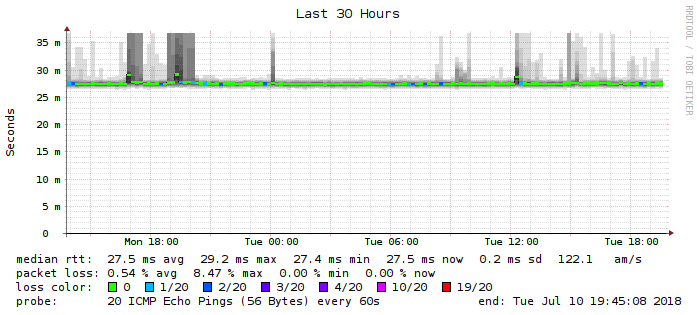 Last 30 Hours
RRDTOOL / TOBI OETIKER
Seconds
35 m
30 m
25 m
20 m
15 m
10 m
5 m
0
Mon 18:00 Tue 00:00 Tue 06:00 Tue 12:00 Tue 18:00
median rtt: 27.5 ms avg 29.2 ms max 27.4 ms min 27.5 ms now 0.2 ms sd 122.1 am/s
packet loss: 0.54 % avg 8.47 % max 0.00 % min 0.00 % now
loss color: 0 1/20 2/20 3/20 4/20 10/20 19/20
probe: 20 ICMP Echo Pings (56 Bytes) every 60s end: Tue Jul 10 19:45:08 2018